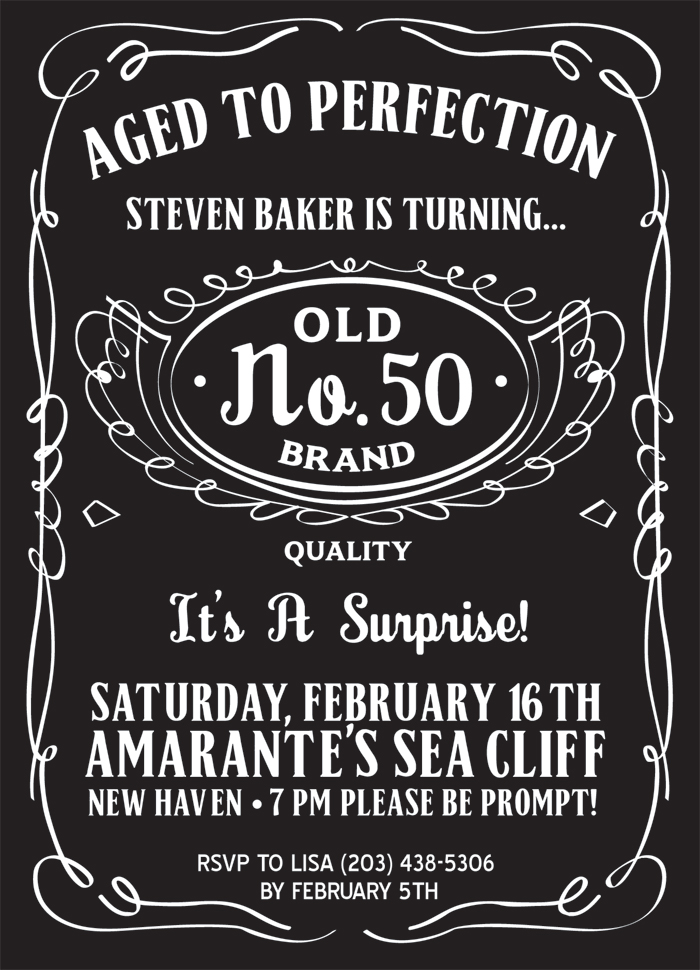 AGED TO PERFECTION
STEVEN BAKER IS TURNING...
OLD
No. 50
BRAND
QUALITY
It's A Surprise!
SATURDAY, FEBRUARY 16TH
AMARANTE'S SEA CLIFF
NEW HAVEN • 7 PM PLEASE BE PROMPT!
RSVP TO LISA (203) 438-5306
BY FEBRUARY 5TH